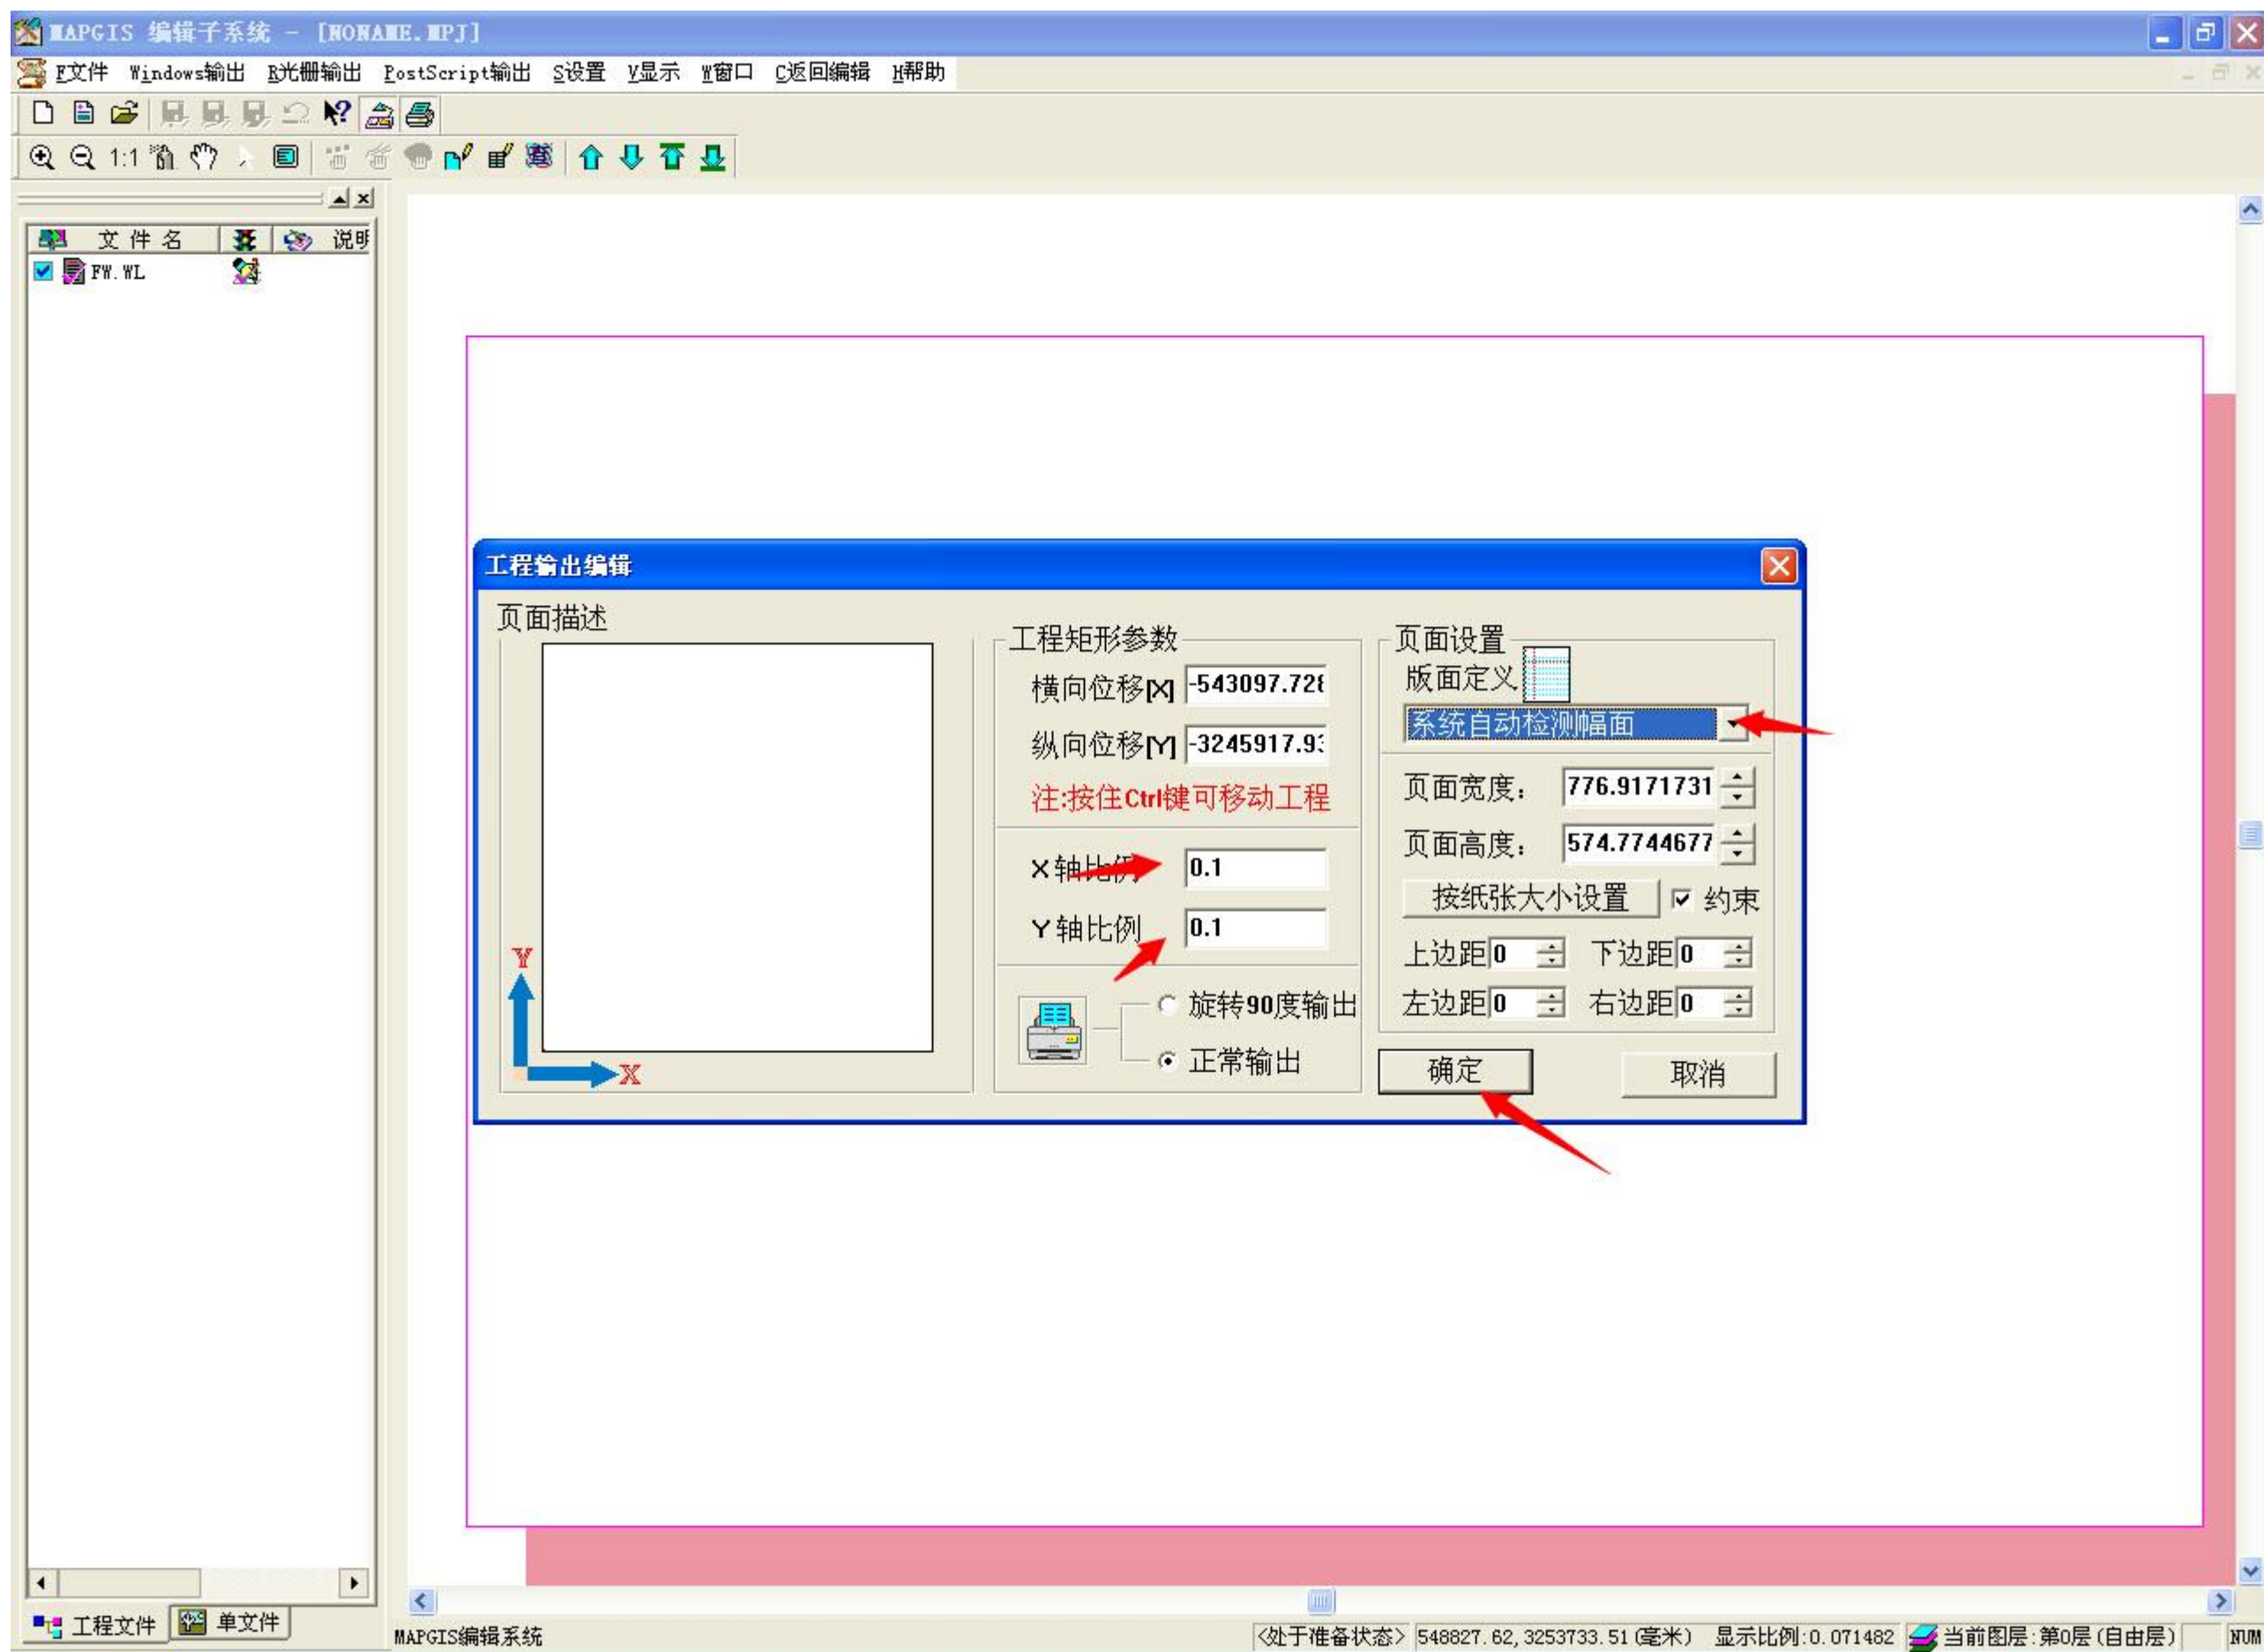 MAPGIS 编辑子系统 - [NONAME.MPJ]
F文件 Windows输出 R光栅输出 PostScript输出 S设置 V显示 W窗口 C返回编辑 H帮助
1:1
文件名 说明
FW.WL
工程输出编辑
页面描述
Y
X
工程矩形参数
横向位移[X] -543097.728
纵向位移[Y] -3245917.93
注:按住Ctrl键可移动工程
X轴比例 0.1
Y轴比例 0.1
旋转90度输出
正常输出
页面设置
版面定义
系统自动检测幅面
页面宽度: 776.9171731
页面高度: 574.7744677
按纸张大小设置 约束
上边距 0 下边距 0
左边距 0 右边距 0
确定 取消
工程文件 单文件
MAPGIS编辑系统 <处于准备状态> 548827.62,3253733.51(毫米) 显示比例:0.071482 当前图层:第0层(自由层) NUM